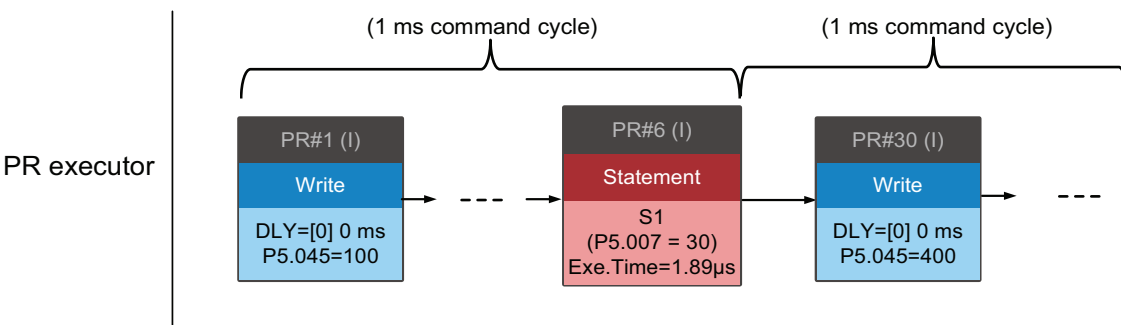 (1 ms command cycle)
(1 ms command cycle)
PR executor
PR#1 (I)
Write
DLY=[0] 0 ms
P5.045=100
PR#6 (I)
Statement
S1
(P5.007 = 30)
Exe.Time=1.89µs
PR#30 (I)
Write
DLY=[0] 0 ms
P5.045=400